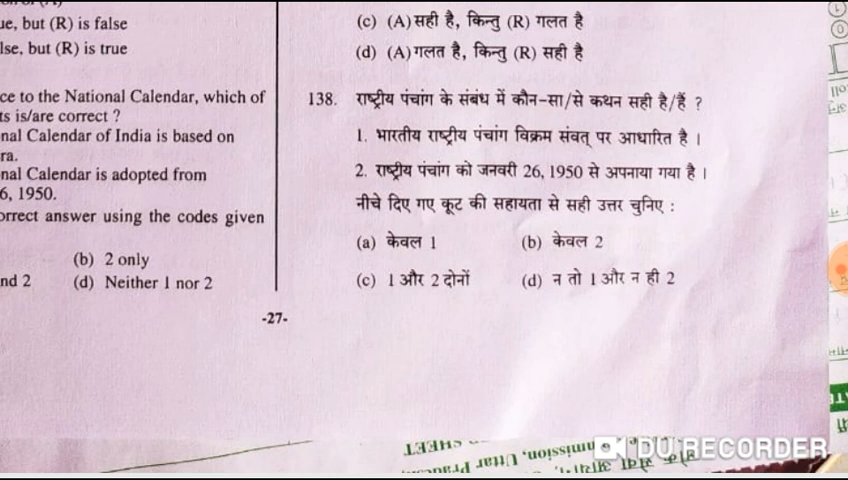 ue, but (R) is false
lse, but (R) is true
ce to the National Calendar, which of
ts is/are correct ?
nal Calendar of India is based on
ra.
nal Calendar is adopted from
6, 1950.
orrect answer using the codes given
(b) 2 only
nd 2 (d) Neither 1 nor 2
(c) (A) सही है, किन्तु (R) गलत है
(d) (A) गलत है, किन्तु (R) सही है
138. राष्ट्रीय पंचांग के संबंध में कौन-सा/से कथन सही है/हैं ?
1. भारतीय राष्ट्रीय पंचांग विक्रम संवत् पर आधारित है ।
2. राष्ट्रीय पंचांग को जनवरी 26, 1950 से अपनाया गया है ।
नीचे दिए गए कूट की सहायता से सही उत्तर चुनिए :
(a) केवल 1 (b) केवल 2
(c) 1 और 2 दोनों (d) न तो 1 और न ही 2
-27-
SHEET
mmission, Uttar Prades
DU RECORDER